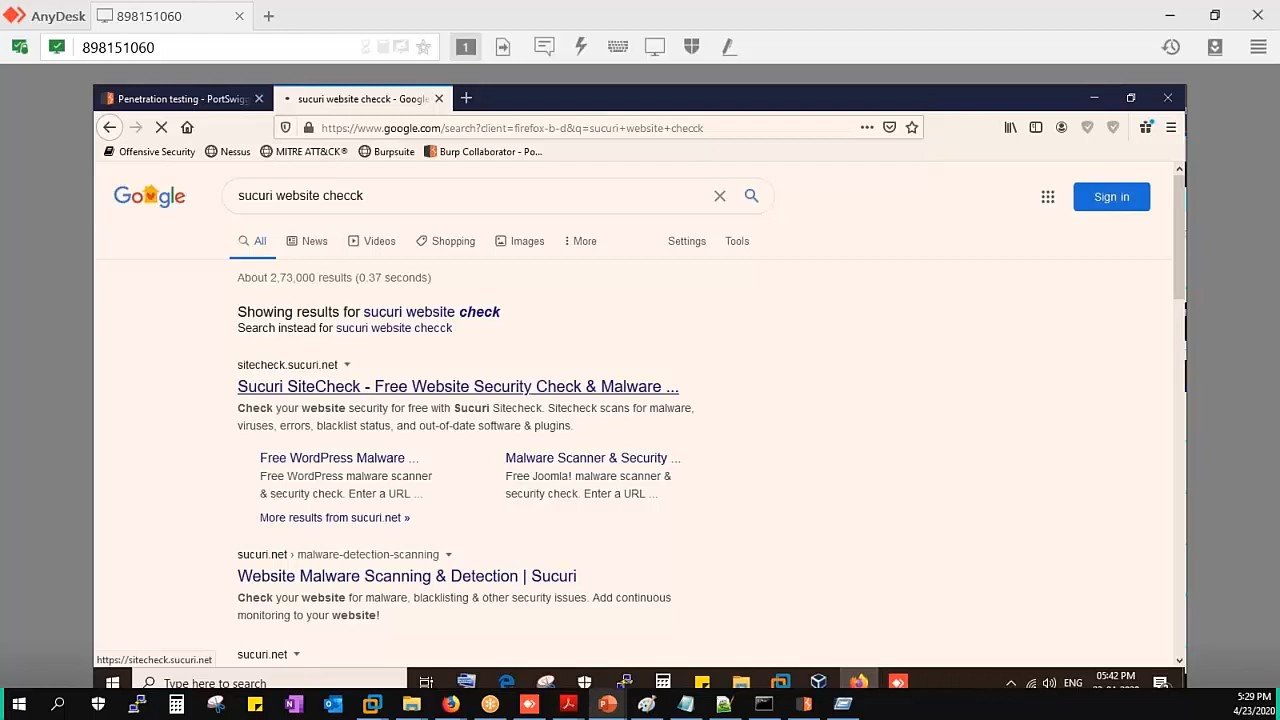 AnyDesk 898151060
898151060 1
Penetration testing - PortSwigg sucuri website checck - Google
https://www.google.com/search?client=firefox-b-d&q=sucuri+website+checck
Offensive Security Nessus MITRE ATT&CK® Burpsuite Burp Collaborator - Po...
Google sucuri website checck Sign in
All News Videos Shopping Images More Settings Tools
About 2,73,000 results (0.37 seconds)
Showing results for sucuri website check
Search instead for sucuri website checck
sitecheck.sucuri.net
Sucuri SiteCheck - Free Website Security Check & Malware ...
Check your website security for free with Sucuri Sitecheck. Sitecheck scans for malware,
viruses, errors, blacklist status, and out-of-date software & plugins.
Free WordPress Malware ...
Free WordPress malware scanner
& security check. Enter a URL ...
Malware Scanner & Security ...
Free Joomla! malware scanner &
security check. Enter a URL ...
More results from sucuri.net »
sucuri.net › malware-detection-scanning
Website Malware Scanning & Detection | Sucuri
Check your website for malware, blacklisting & other security issues. Add continuous
monitoring to your website!
sucuri.net
https://sitecheck.sucuri.net
Type here to search ENG 05:42 PM
5:29 PM
4/23/2020